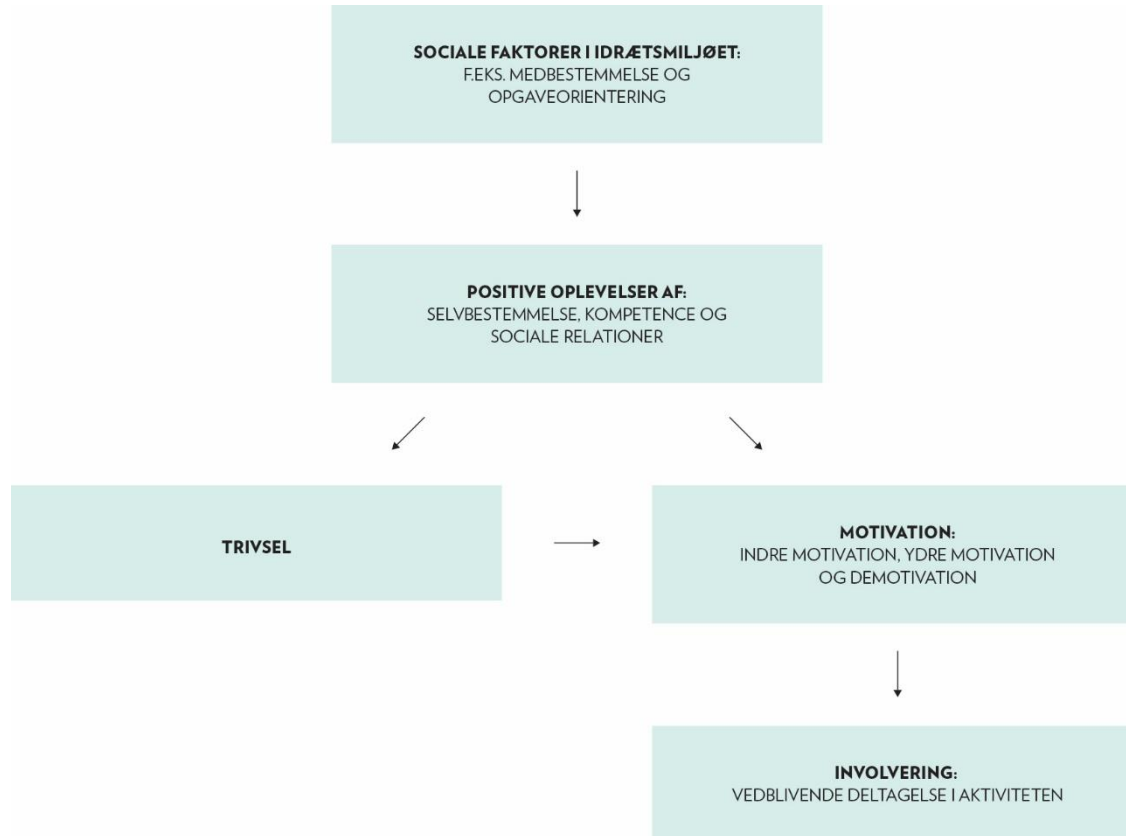 SOCIALE FAKTORER I IDRÆTSMILJØET:
F.EKS. MEDBESTEMMELSE OG
OPGAVEORIENTERING
POSITIVE OPLEVELSER AF:
SELVBESTEMMELSE, KOMPETENCE OG
SOCIALE RELATIONER
TRIVSEL
MOTIVATION:
INDRE MOTIVATION, YDRE MOTIVATION
OG DEMOTIVATION
INVOLVERING:
VEDBLIVENDE DELTAGELSE I AKTIVITETEN